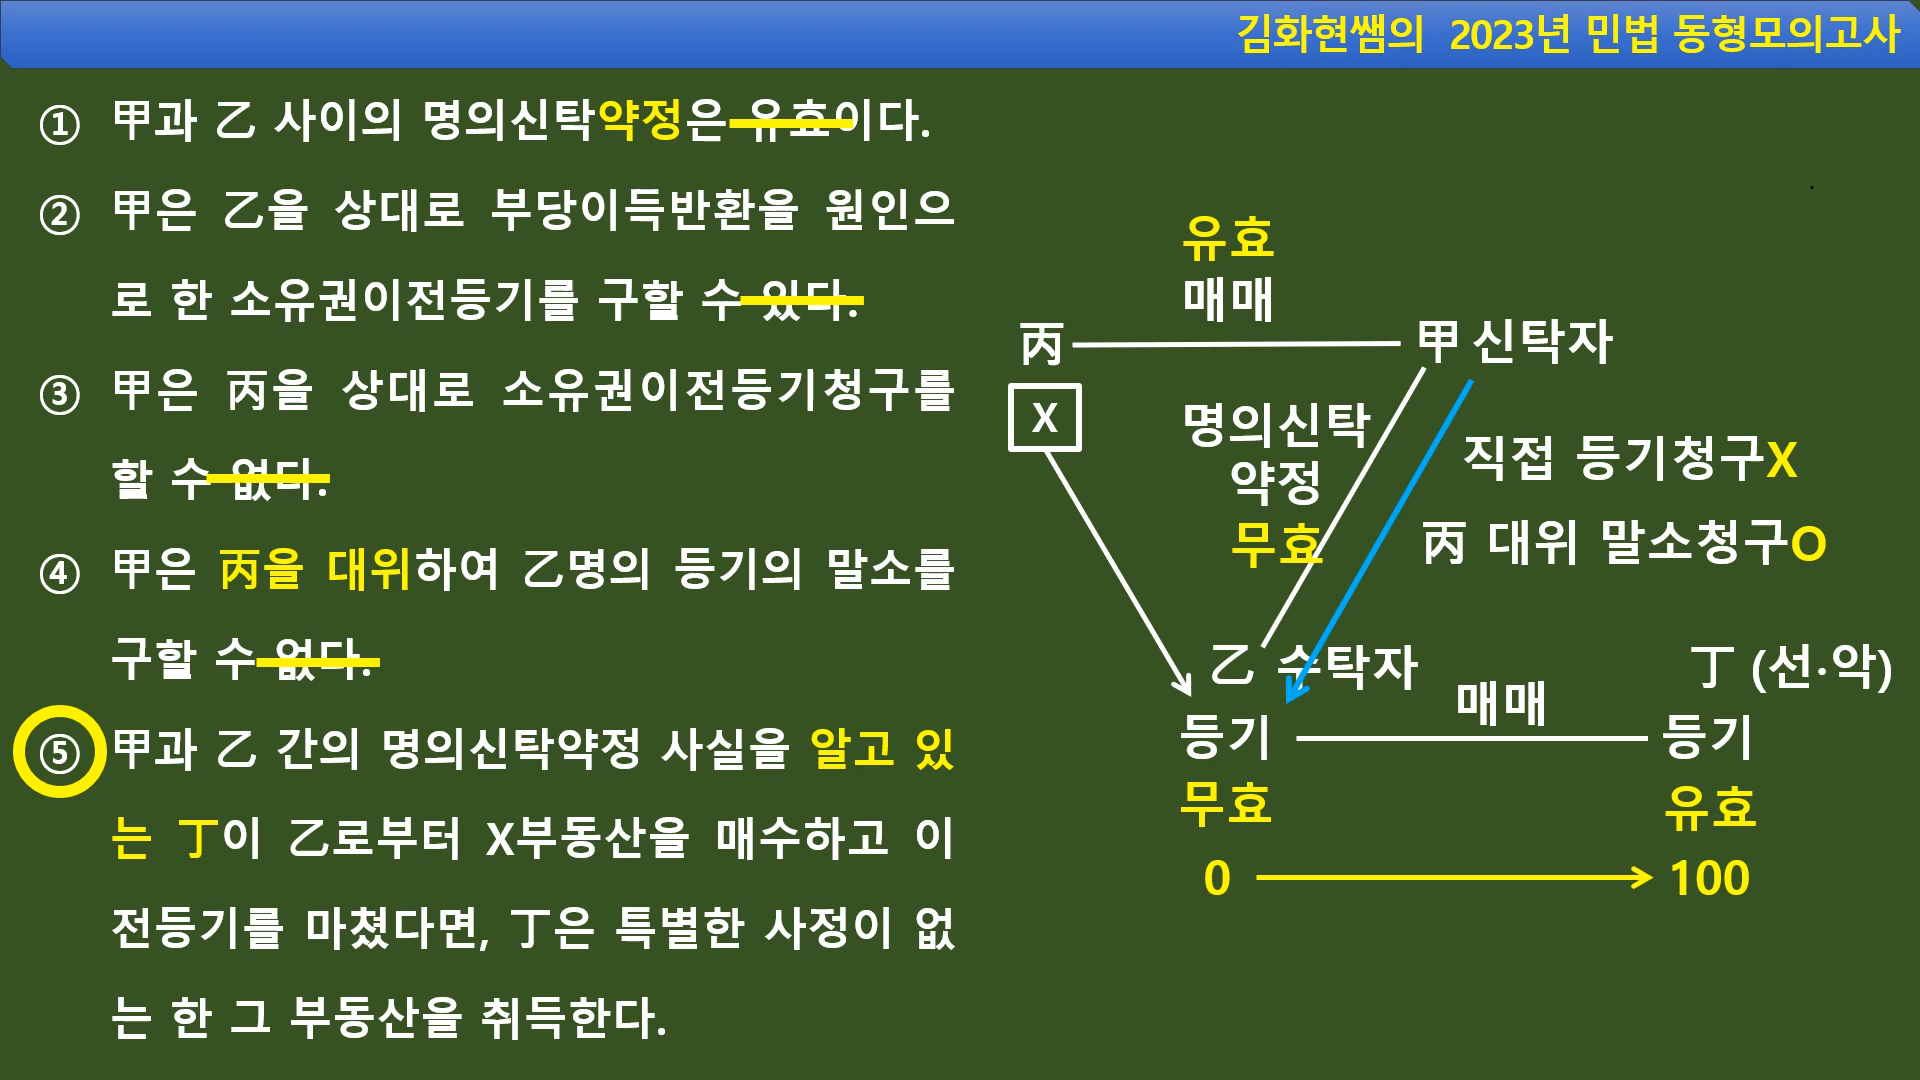 김화현쌤의 2023년 민법 동형모의고사
① 甲과 乙 사이의 명의신탁약정은 유효이다.
② 甲은 乙을 상대로 부당이득반환을 원인으
로 한 소유권이전등기를 구할 수 있다.
③ 甲은 丙을 상대로 소유권이전등기청구를
할 수 없다.
④ 甲은 丙을 대위하여 乙명의 등기의 말소를
구할 수 없다.
⑤ 甲과 乙 간의 명의신탁약정 사실을 알고 있
는 丁이 乙로부터 X부동산을 매수하고 이
전등기를 마쳤다면, 丁은 특별한 사정이 없
는 한 그 부동산을 취득한다.
유효
매매
丙
甲 신탁자
X
명의신탁
약정
무효
직접 등기청구X
丙 대위 말소청구O
乙 수탁자
丁 (선·악)
매매
등기
등기
무효
유효
0
100